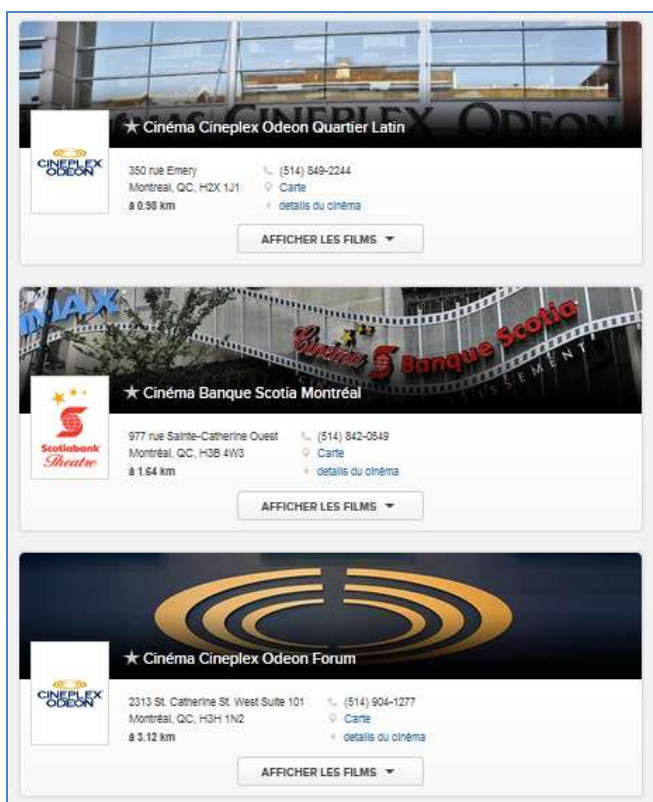 CINEPLEX ODEON
CINEPLEX
ODEON
★ Cinéma Cineplex Odeon Quartier Latin
350 rue Emery
(514) 849-2244
Montreal, QC, H2X 1J1
Carte
à 0.98 km
détails du cinéma
AFFICHER LES FILMS
IMAX
Cinéma Banque Scotia
Scotiabank
Theatre
★ Cinéma Banque Scotia Montréal
977 rue Sainte-Catherine Ouest
(514) 842-0549
Montréal, QC, H3B 4W3
Carte
à 1.64 km
détails du cinéma
AFFICHER LES FILMS
CINEPLEX
ODEON
★ Cinéma Cineplex Odeon Forum
2313 St. Catherine St. West Suite 101
(514) 904-1277
Montréal, QC, H3H 1N2
Carte
à 3.12 km
détails du cinéma
AFFICHER LES FILMS